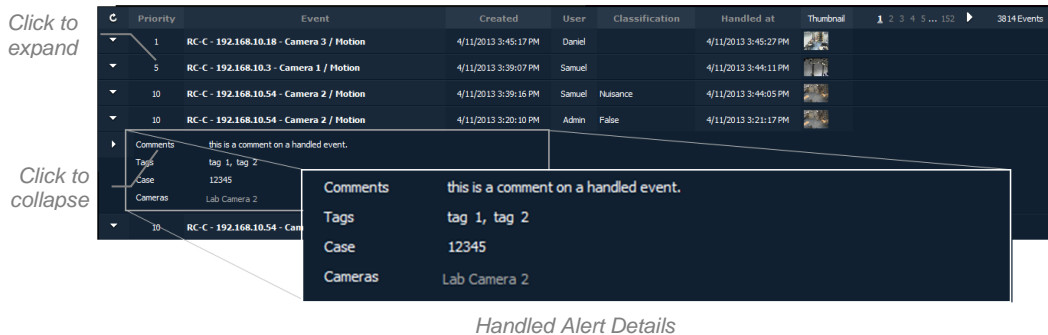 Click to
expand
Priority Event Created User Classification Handled at Thumbnail 1 2 3 4 5 ... 152 3814 Events
1 RC-C - 192.168.10.18 - Camera 3 / Motion 4/11/2013 3:45:17 PM Daniel 4/11/2013 3:45:27 PM
5 RC-C - 192.168.10.3 - Camera 1 / Motion 4/11/2013 3:39:07 PM Samuel 4/11/2013 3:44:11 PM
10 RC-C - 192.168.10.54 - Camera 2 / Motion 4/11/2013 3:39:16 PM Samuel Nuisance 4/11/2013 3:44:05 PM
10 RC-C - 192.168.10.54 - Camera 2 / Motion 4/11/2013 3:20:10 PM Admin False 4/11/2013 3:21:17 PM
Comments this is a comment on a handled event.
Tags tag 1, tag 2
Case 12345
Cameras Lab Camera 2
Click to
collapse
10 RC-C - 192.168.10.54 - Cam
Comments this is a comment on a handled event.
Tags tag 1, tag 2
Case 12345
Cameras Lab Camera 2
Handled Alert Details